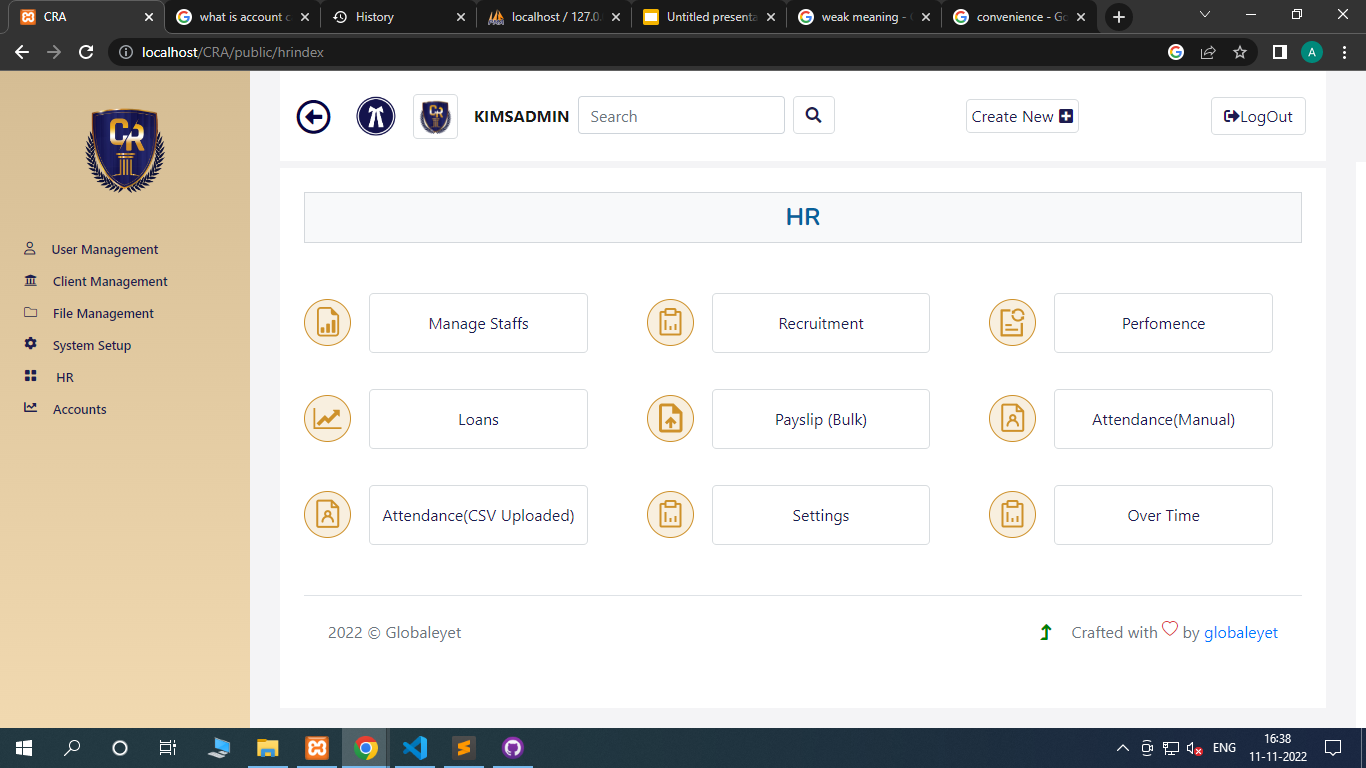 CRA
what is account c
History
localhost / 127.0.
Untitled presenta
weak meaning - G
convenience - Go
localhost/CRA/public/hrindex
A
CR
KIMSADMIN
Search
Create New
LogOut
HR
User Management
Client Management
File Management
System Setup
HR
Accounts
Manage Staffs
Recruitment
Perfomence
Loans
Payslip (Bulk)
Attendance(Manual)
Attendance(CSV Uploaded)
Settings
Over Time
2022 © Globaleyet
Crafted with by globaleyet
ENG
16:38
11-11-2022